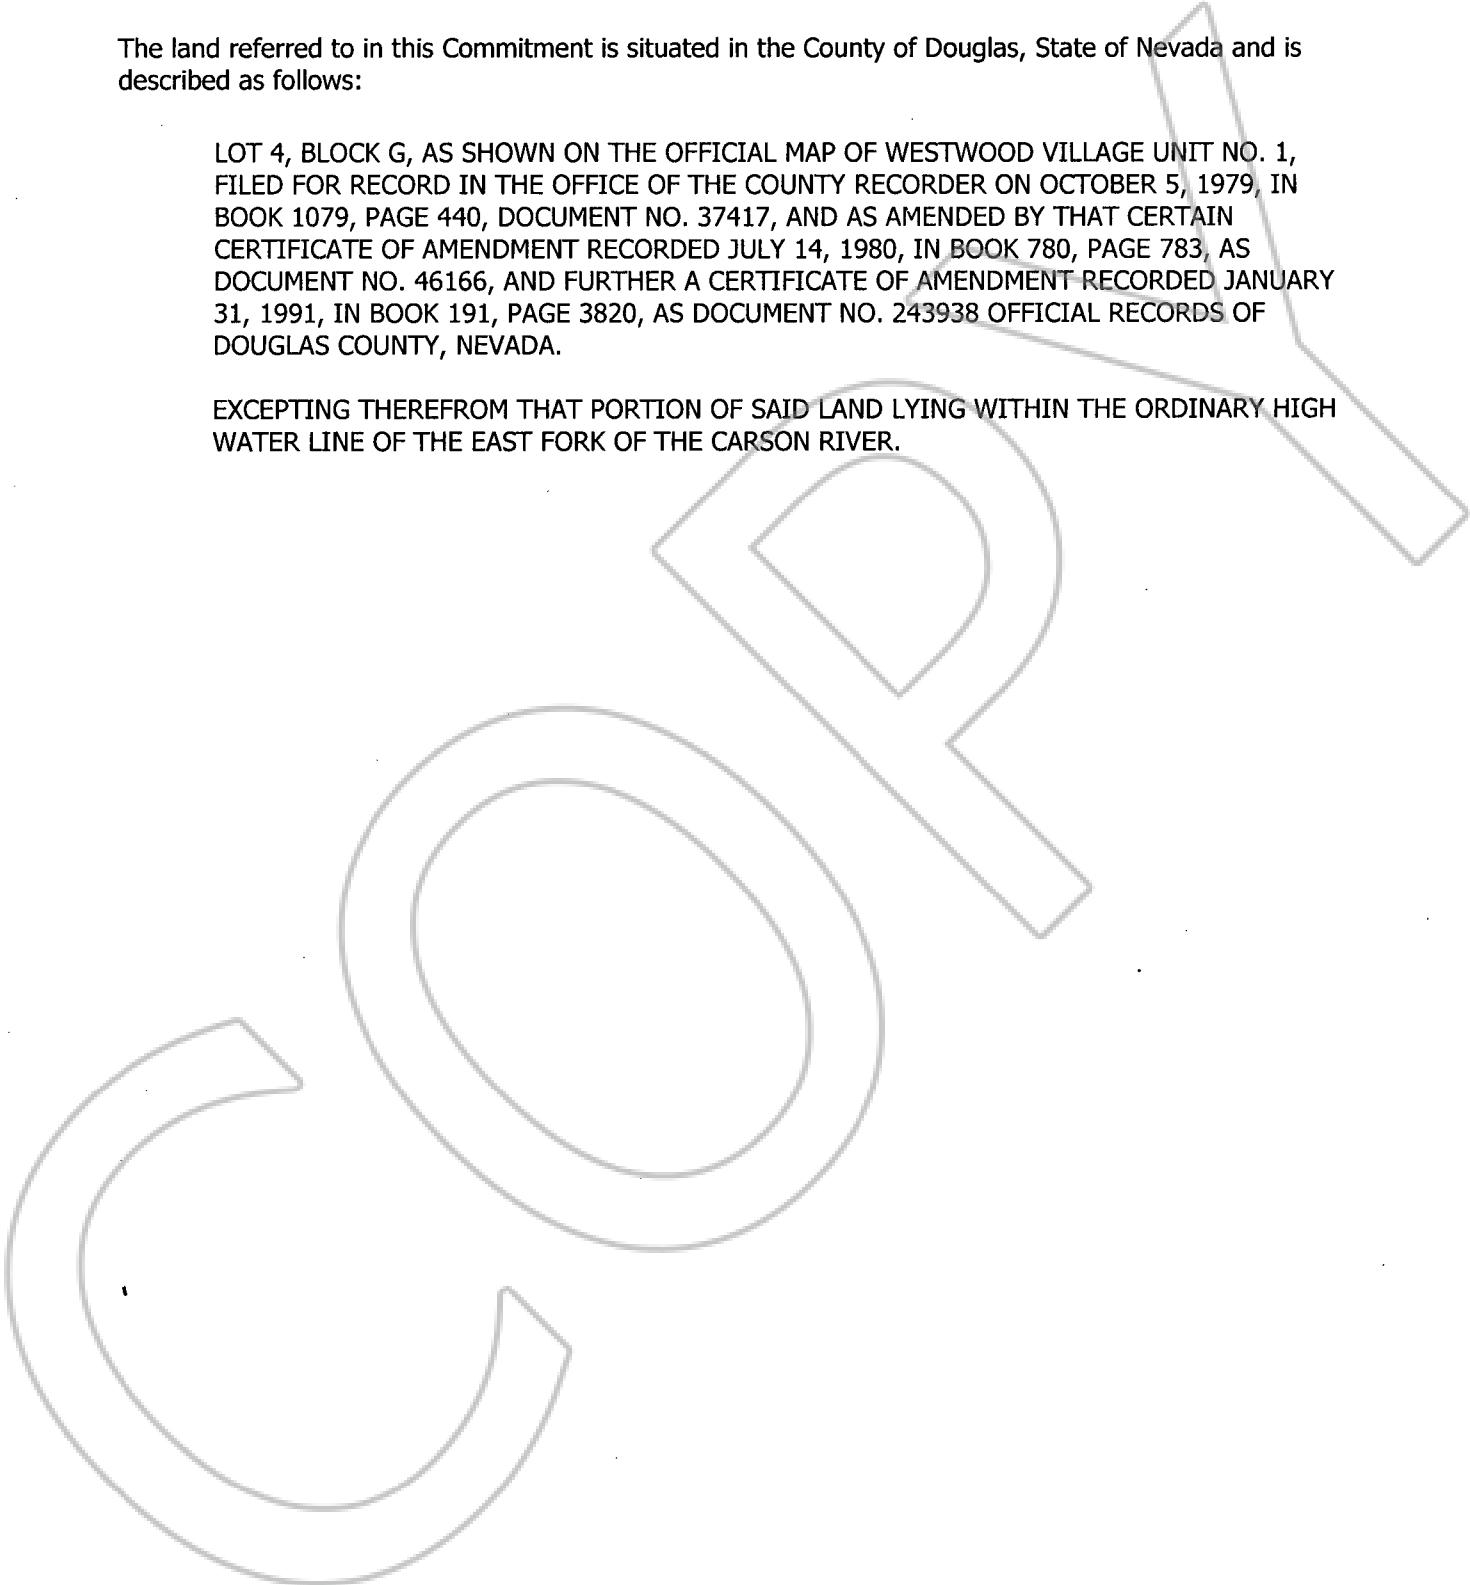 The land referred to in this Commitment is situated in the County of Douglas, State of Nevada and is
described as follows:
LOT 4, BLOCK G, AS SHOWN ON THE OFFICIAL MAP OF WESTWOOD VILLAGE UNIT NO. 1,
FILED FOR RECORD IN THE OFFICE OF THE COUNTY RECORDER ON OCTOBER 5, 1979, IN
BOOK 1079, PAGE 440, DOCUMENT NO. 37417, AND AS AMENDED BY THAT CERTAIN
CERTIFICATE OF AMENDMENT RECORDED JULY 14, 1980, IN BOOK 780, PAGE 783, AS
DOCUMENT NO. 46166, AND FURTHER A CERTIFICATE OF AMENDMENT RECORDED JANUARY
31, 1991, IN BOOK 191, PAGE 3820, AS DOCUMENT NO. 243938 OFFICIAL RECORDS OF
DOUGLAS COUNTY, NEVADA.
EXCEPTING THEREFROM THAT PORTION OF SAID LAND LYING WITHIN THE ORDINARY HIGH
WATER LINE OF THE EAST FORK OF THE CARSON RIVER.
COPY